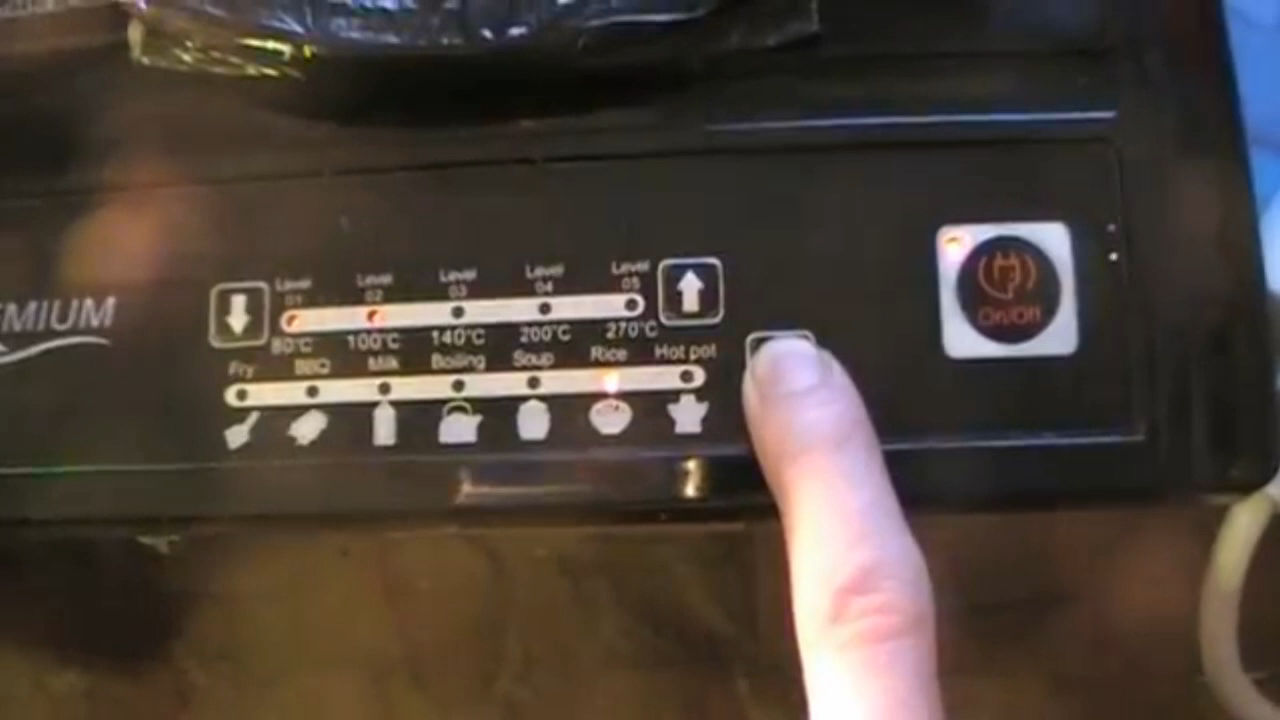 EMIUM
Level Level Level Level Level
01 02 03 04 05
80°C 100°C 140°C 200°C 270°C
Fry BBQ Milk Boiling Soup Rice Hot pot
On/Off